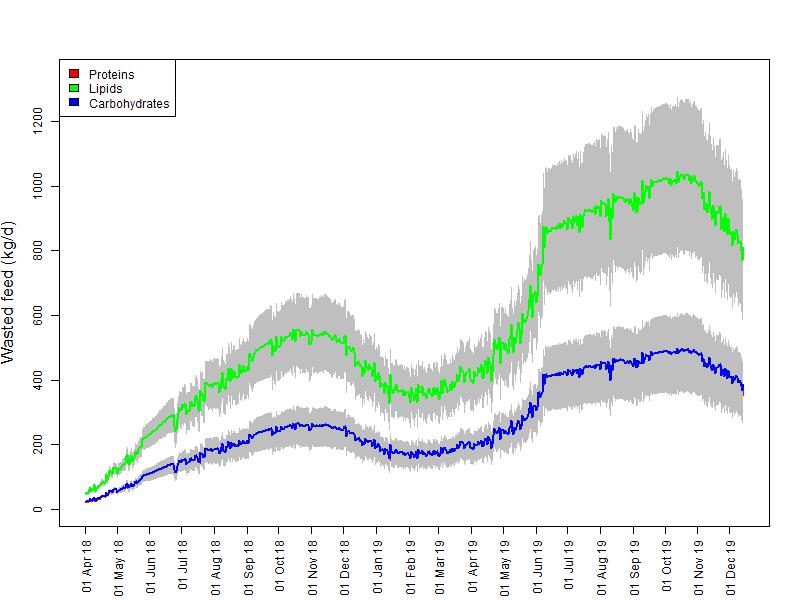 Proteins
Lipids
Carbohydrates
Wasted feed (kg/d)
1200
1000
800
600
400
200
0
01 Apr 18
01 May 18
01 Jun 18
01 Jul 18
01 Aug 18
01 Sep 18
01 Oct 18
01 Nov 18
01 Dec 18
01 Jan 19
01 Feb 19
01 Mar 19
01 Apr 19
01 May 19
01 Jun 19
01 Jul 19
01 Aug 19
01 Sep 19
01 Oct 19
01 Nov 19
01 Dec 19